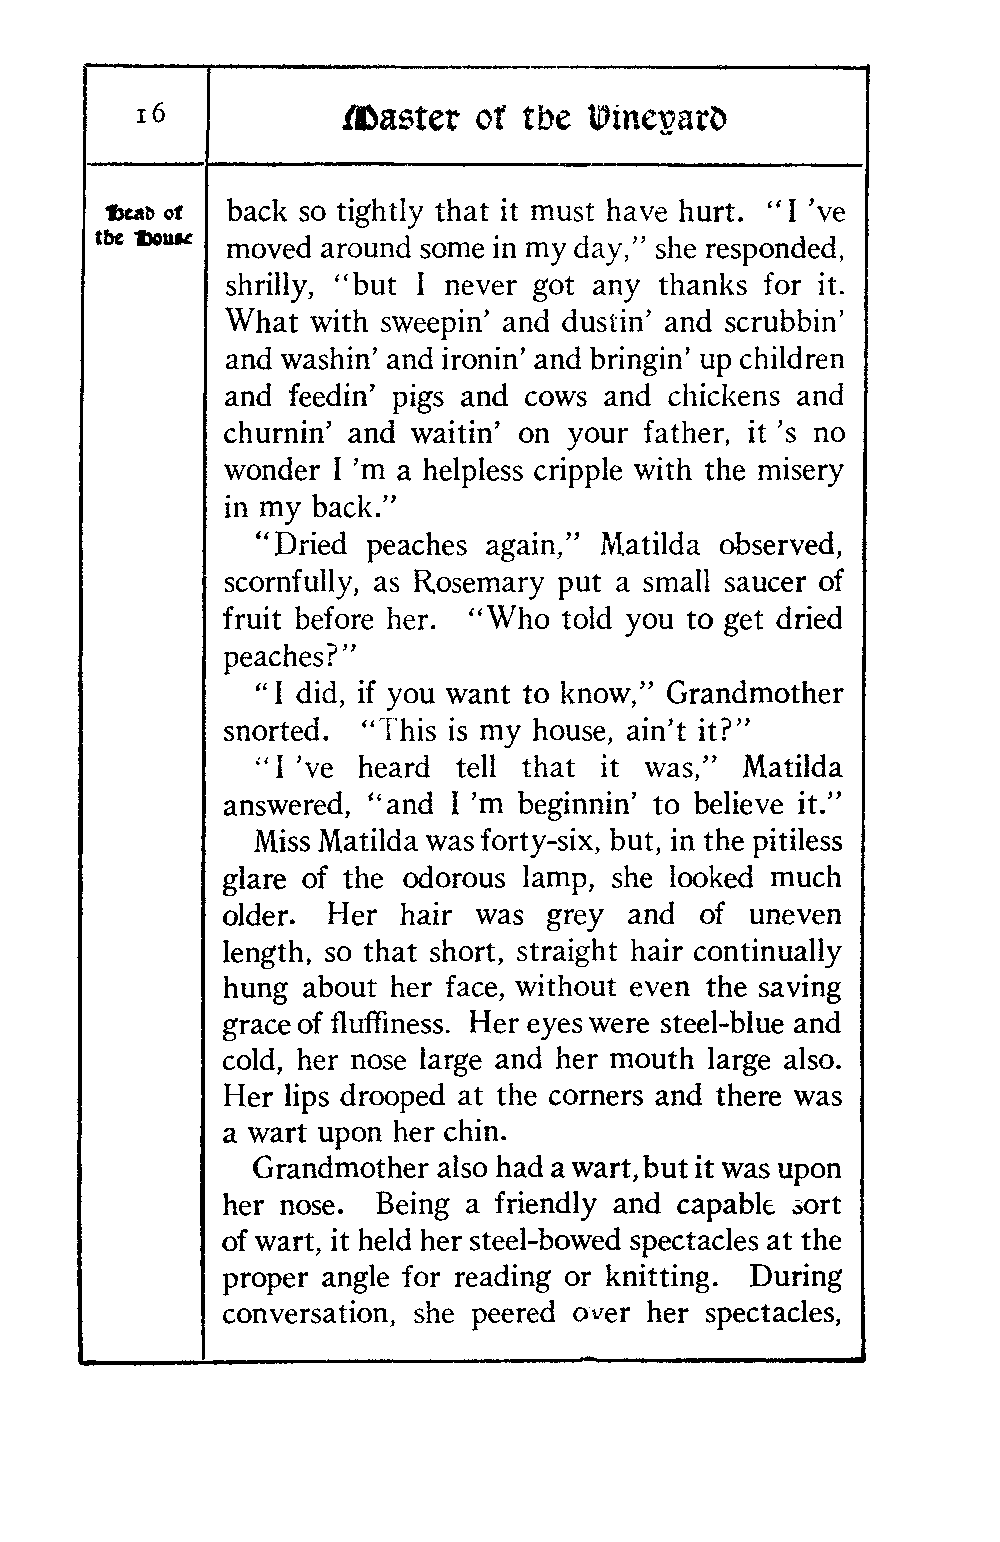 16
Master of the Vineyard
Head of
the House
back so tightly that it must have hurt. "I 've
moved around some in my day," she responded,
shrilly, "but I never got any thanks for it.
What with sweepin' and dustin' and scrubbin'
and washin' and ironin' and bringin' up children
and feedin' pigs and cows and chickens and
churnin' and waitin' on your father, it 's no
wonder I 'm a helpless cripple with the misery
in my back."
"Dried peaches again," Matilda observed,
scornfully, as Rosemary put a small saucer of
fruit before her. "Who told you to get dried
peaches?"
"I did, if you want to know," Grandmother
snorted. "This is my house, ain't it?"
"I 've heard tell that it was," Matilda
answered, "and I 'm beginnin' to believe it."
Miss Matilda was forty-six, but, in the pitiless
glare of the odorous lamp, she looked much
older. Her hair was grey and of uneven
length, so that short, straight hair continually
hung about her face, without even the saving
grace of fluffiness. Her eyes were steel-blue and
cold, her nose large and her mouth large also.
Her lips drooped at the corners and there was
a wart upon her chin.
Grandmother also had a wart, but it was upon
her nose. Being a friendly and capable sort
of wart, it held her steel-bowed spectacles at the
proper angle for reading or knitting. During
conversation, she peered over her spectacles,